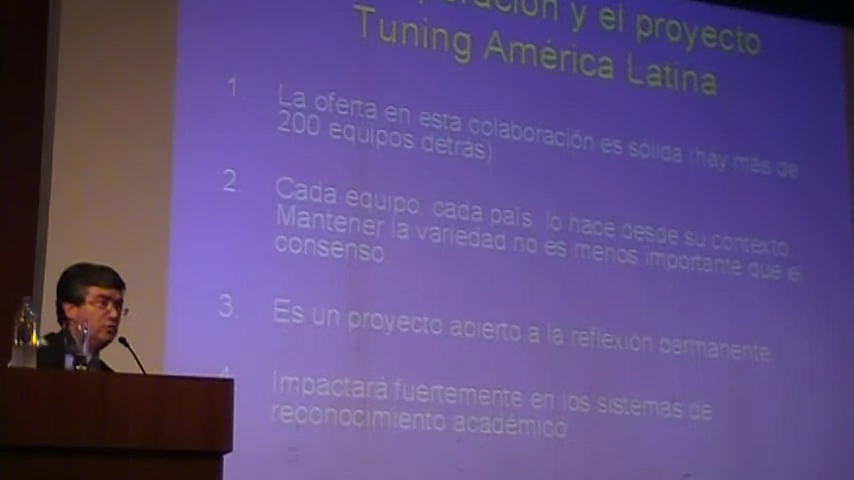 y el proyecto
Tuning América Latina
1 La oferta en esta colaboración es sólida (hay más de
200 equipos detrás)
2. Cada equipo, cada país, lo hace desde su contexto.
Mantener la variedad no es menos importante que el
consenso
3. Es un proyecto abierto a la reflexión permanente.
Impactará fuertemente en los sistemas de
reconocimiento académico